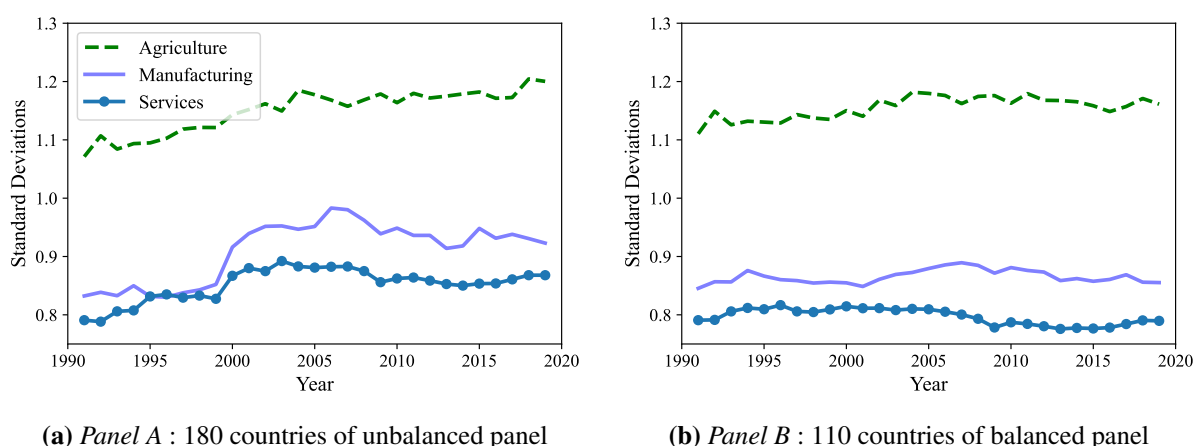 1.3
1.2
1.1
1.0
0.9
0.8
Standard Deviations
Agriculture
Manufacturing
Services
1990 1995 2000 2005 2010 2015 2020
Year
(a) Panel A : 180 countries of unbalanced panel
1.3
1.2
1.1
1.0
0.9
0.8
Standard Deviations
1990 1995 2000 2005 2010 2015 2020
Year
(b) Panel B : 110 countries of balanced panel